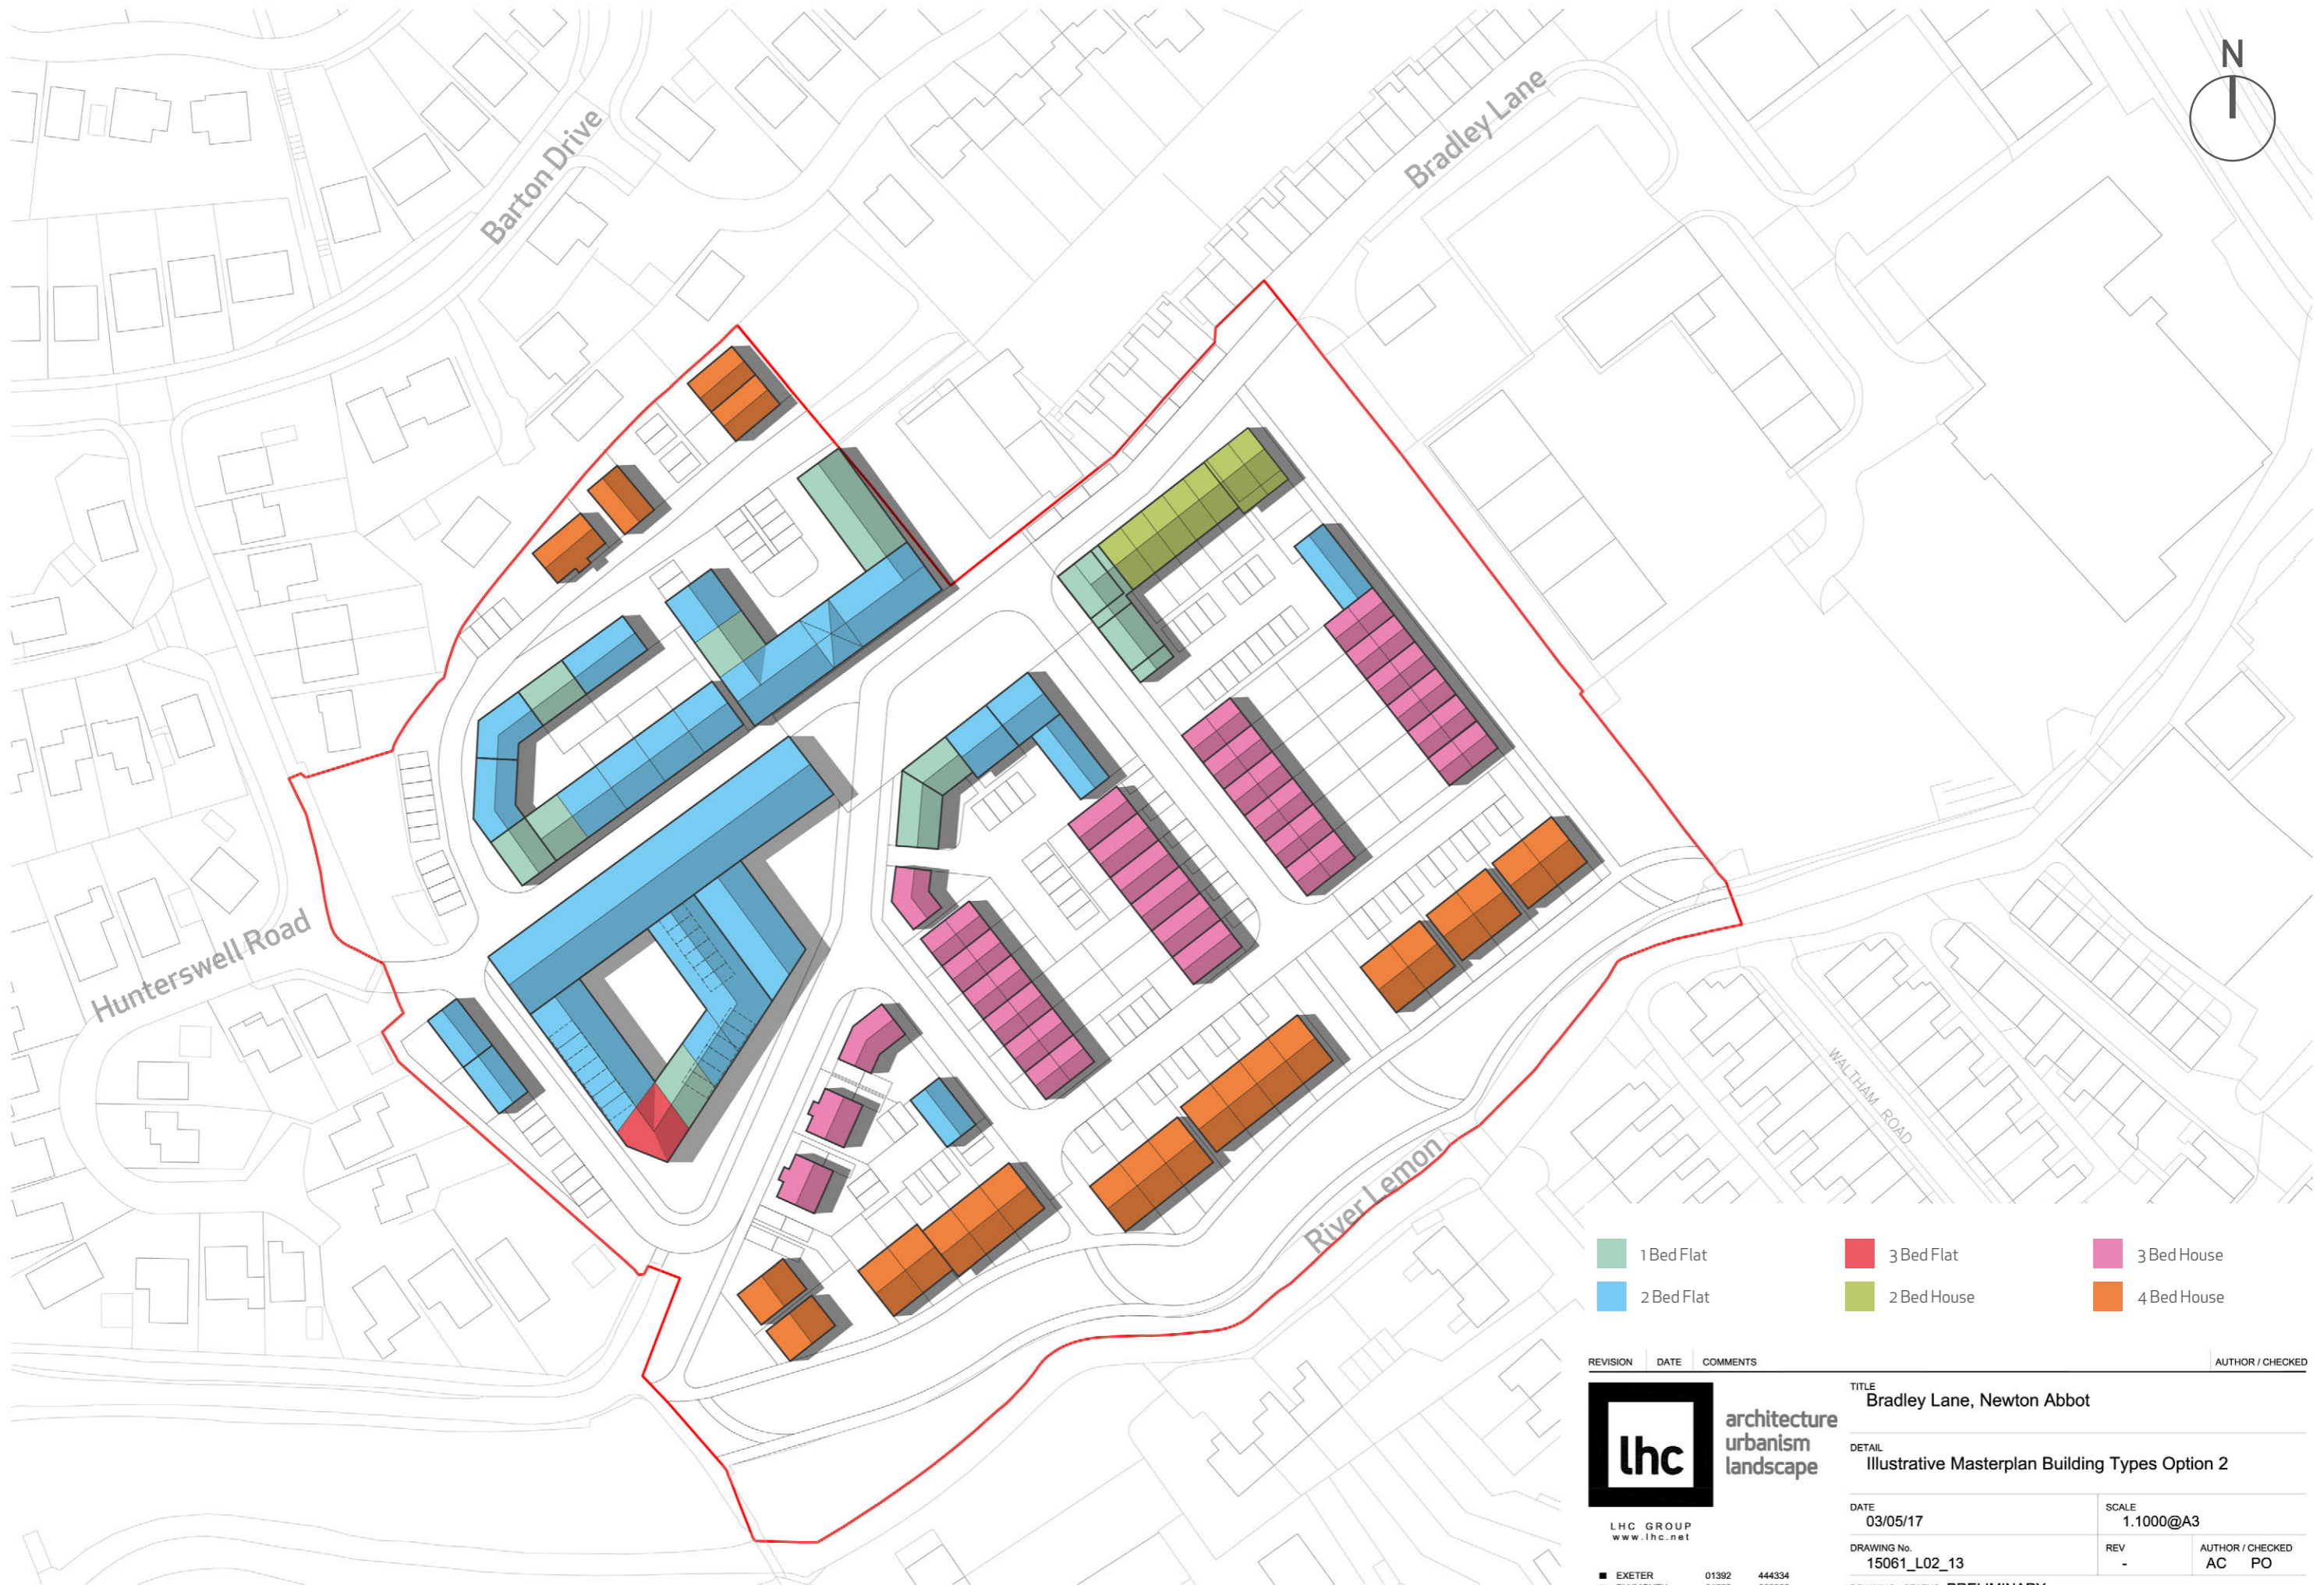 N
Barton Drive
Bradley Lane
Hunterswell Road
WALTHAM ROAD
River Lemon
1 Bed Flat
3 Bed Flat
3 Bed House
2 Bed Flat
2 Bed House
4 Bed House
REVISION DATE COMMENTS AUTHOR / CHECKED
lhc
architecture
urbanism
landscape
LHC GROUP
www.lhc.net
TITLE
Bradley Lane, Newton Abbot
DETAIL
Illustrative Masterplan Building Types Option 2
DATE
03/05/17
SCALE
1.1000@A3
DRAWING No.
15061_L02_13
REV
-
AUTHOR / CHECKED
AC PO
EXETER 01392 444334
PRELIMINARY